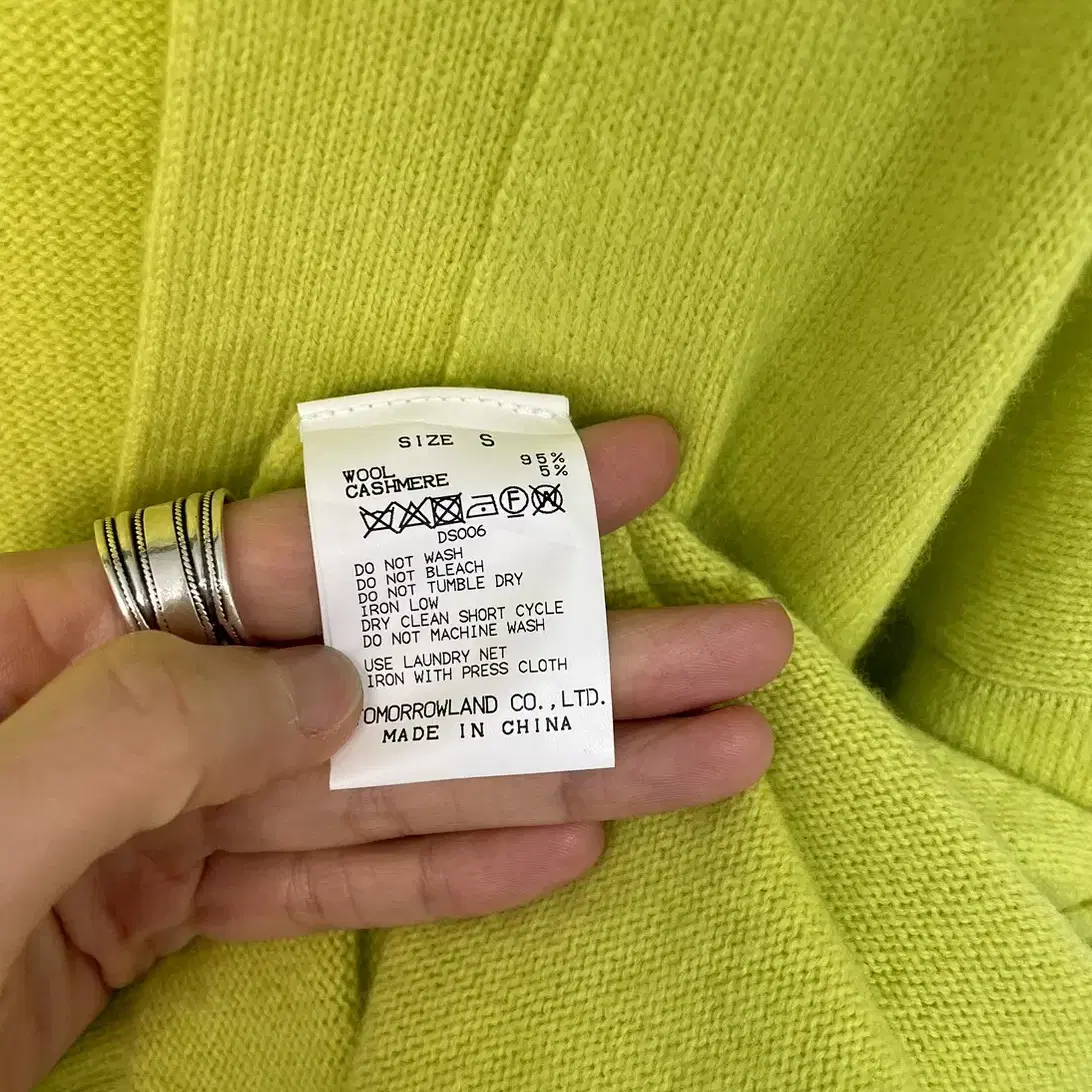 SIZE S
WOOL 95%
CASHMERE 5%
F W
DS006
DO NOT WASH
DO NOT BLEACH
DO NOT TUMBLE DRY
IRON LOW
DRY CLEAN SHORT CYCLE
DO NOT MACHINE WASH
USE LAUNDRY NET
IRON WITH PRESS CLOTH
TOMORROWLAND CO.,LTD.
MADE IN CHINA